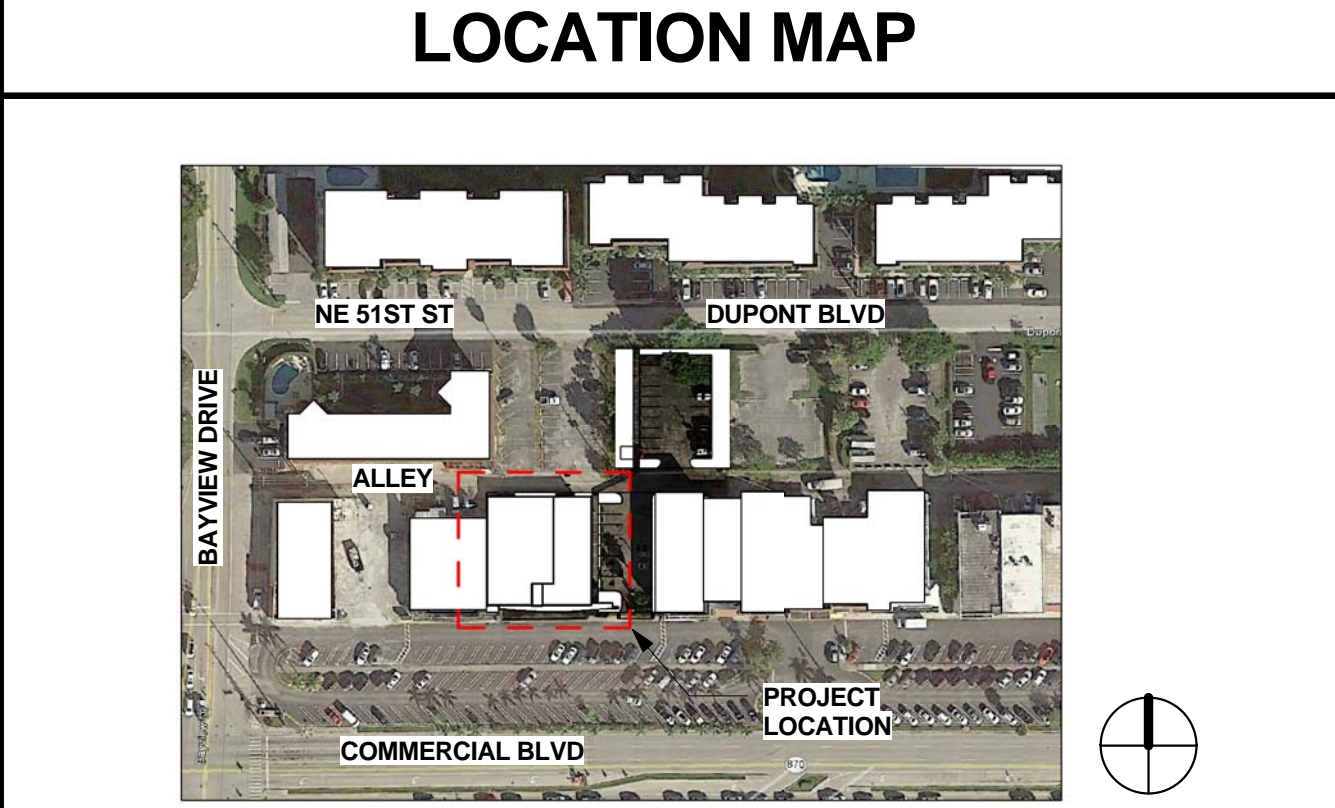 LOCATION MAP
NE 51ST ST
DUPONT BLVD
BAYVIEW DRIVE
ALLEY
PROJECT
LOCATION
COMMERCIAL BLVD
870